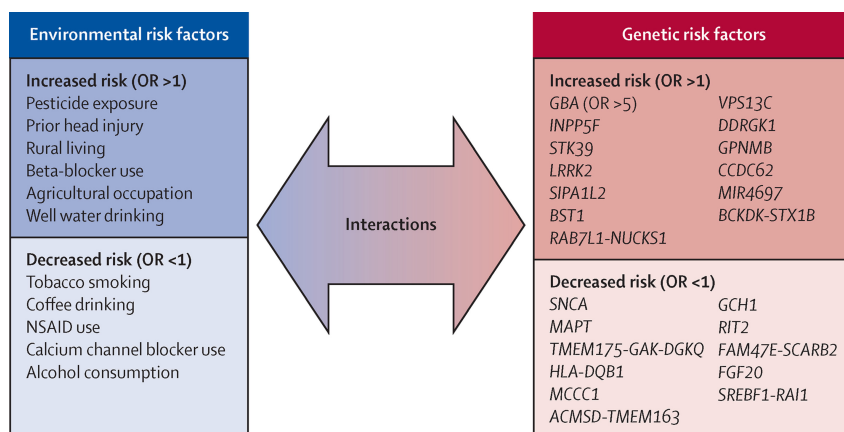 Environmental risk factors
Increased risk (OR >1)
Pesticide exposure
Prior head injury
Rural living
Beta-blocker use
Agricultural occupation
Well water drinking
Decreased risk (OR <1)
Tobacco smoking
Coffee drinking
NSAID use
Calcium channel blocker use
Alcohol consumption
Interactions
Genetic risk factors
Increased risk (OR >1)
GBA (OR >5)
INPP5F
STK39
LRRK2
SIPA1L2
BST1
RAB7L1-NUCKS1
VPS13C
DDRGK1
GPNMB
CCDC62
MIR4697
BCKDK-STX1B
Decreased risk (OR <1)
SNCA
MAPT
TMEM175-GAK-DGKQ
HLA-DQB1
MCCC1
ACMSD-TMEM163
GCH1
RIT2
FAM47E-SCARB2
FGF20
SREBF1-RAI1